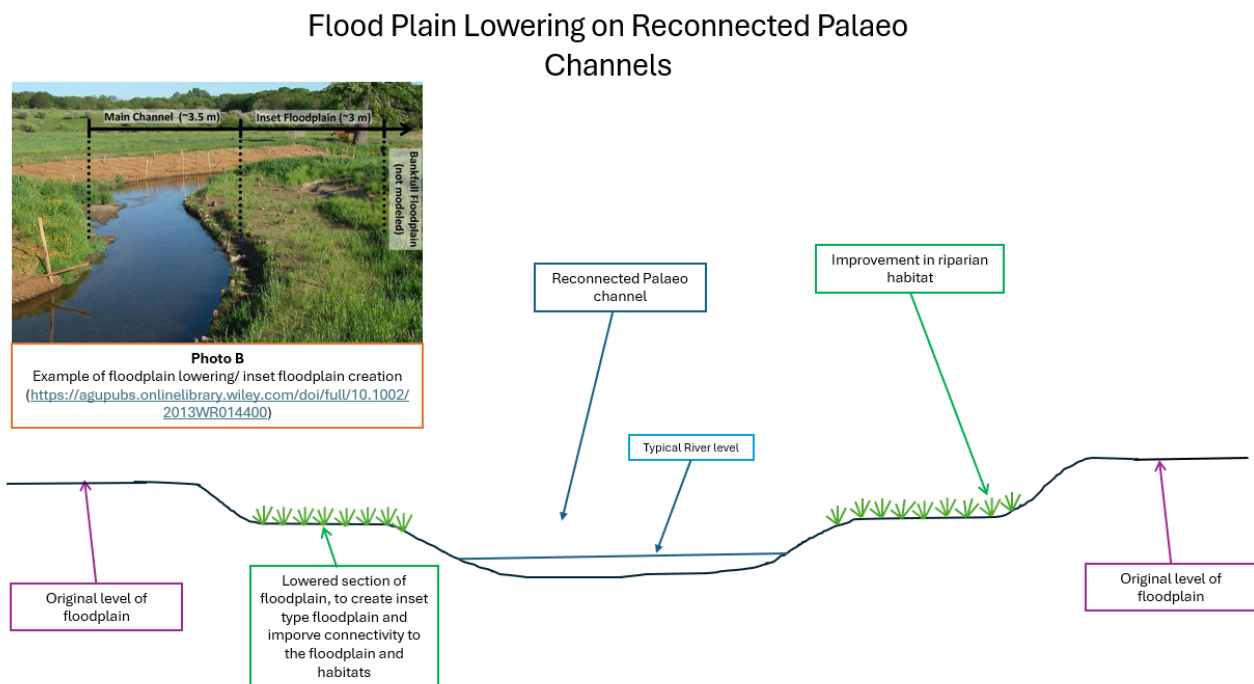 Flood Plain Lowering on Reconnected Palaeo
Channels
Main Channel (~3.5 m)
Inset Floodplain (~3 m)
Bankfull Floodplain
(not modeled)
Photo B
Example of floodplain lowering/ inset floodplain creation
(https://agupubs.onlinelibrary.wiley.com/doi/full/10.1002/
2013WR014400)
Reconnected Palaeo
channel
Improvement in riparian
habitat
Typical River level
Original level of
floodplain
Lowered section of
floodplain, to create inset
type floodplain and
imporve connectivity to
the floodplain and
habitats
Original level of
floodplain